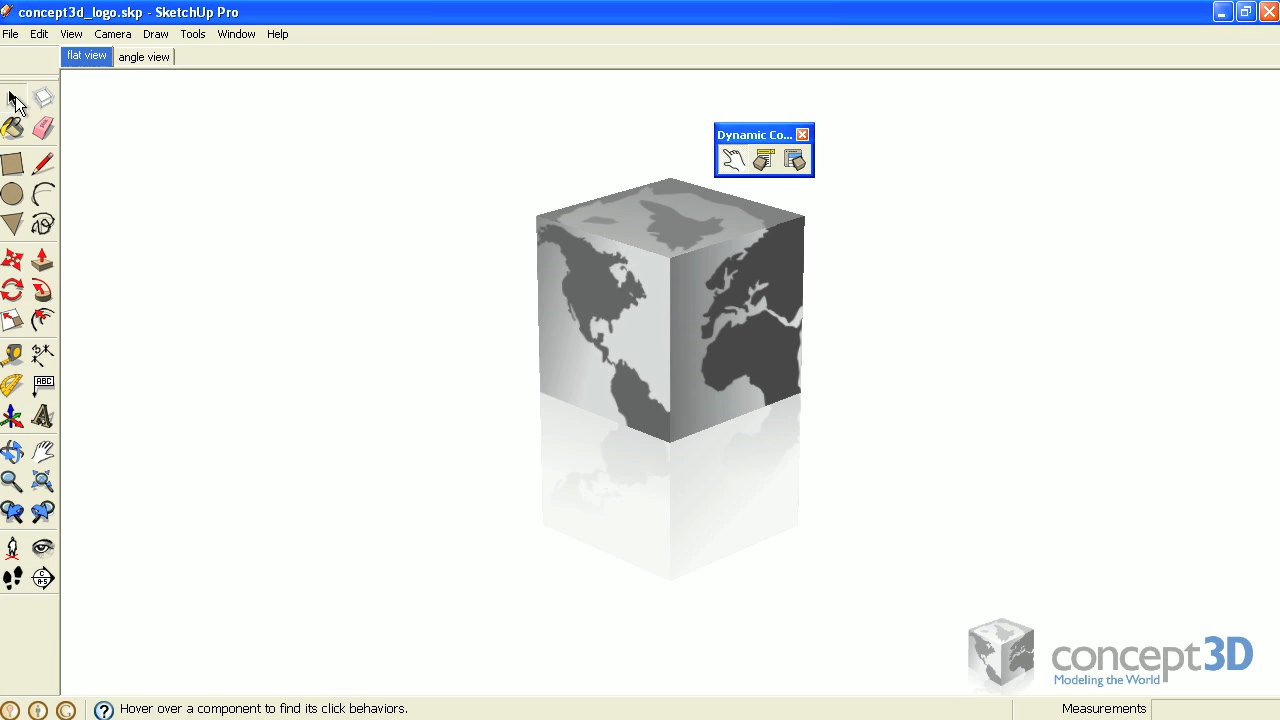 concept3d_logo.skp - SketchUp Pro
File Edit View Camera Draw Tools Window Help
flat view angle view
Dynamic Co...
ABC
concept3D
Modeling the World
Hover over a component to find its click behaviors.
Measurements